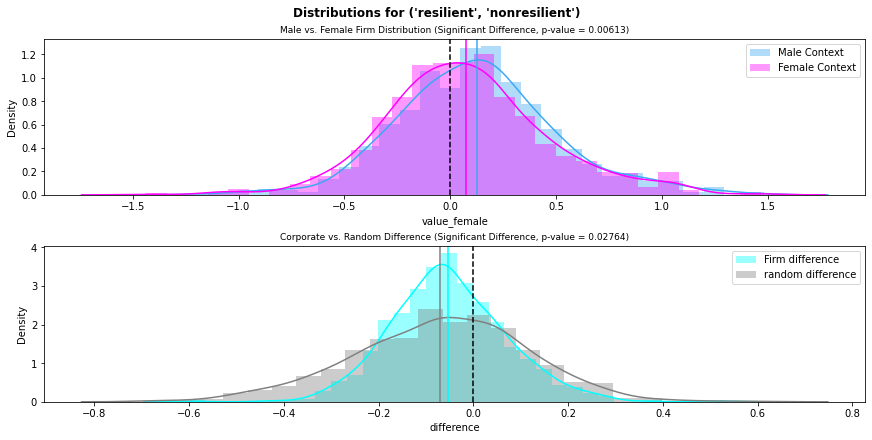 Distributions for ('resilient', 'nonresilient')
Male vs. Female Firm Distribution (Significant Difference, p-value = 0.00613)
Density
1.2
1.0
0.8
0.6
0.4
0.2
0.0
Male Context
Female Context
−1.5 −1.0 −0.5 0.0 0.5 1.0 1.5
value_female
Corporate vs. Random Difference (Significant Difference, p-value = 0.02764)
Density
4
3
2
1
0
Firm difference
random difference
−0.8 −0.6 −0.4 −0.2 0.0 0.2 0.4 0.6 0.8
difference